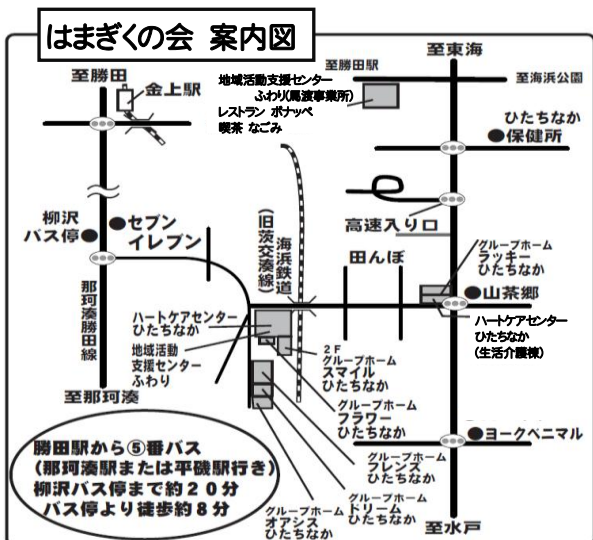 はまぎくの会 案内図
至勝田
金上駅
地域活動支援センター
ふわり(馬渡事業所)
レストラン ボナッペ
喫茶 なごみ
至勝田駅
至東海
至海浜公園
ひたちなか
保健所
高速入り口
柳沢
バス停
セブン
イレブン
海浜鉄道
(旧茨交湊線)
田んぼ
グループホーム
ラッキー
ひたちなか
山茶郷
ハートケアセンター
ひたちなか
(生活介護棟)
那珂湊勝田線
ハートケアセンター
ひたちなか
地域活動
支援センター
ふわり
2F
グループホーム
スマイル
ひたちなか
グループホーム
フラワー
ひたちなか
至那珂湊
ヨークベニマル
グループホーム
フレンズ
ひたちなか
グループホーム
ドリーム
ひたちなか
グループホーム
オアシス
ひたちなか
至水戸
勝田駅から⑤番バス
(那珂湊駅または平磯駅行き)
柳沢バス停まで約20分
バス停より徒歩約8分